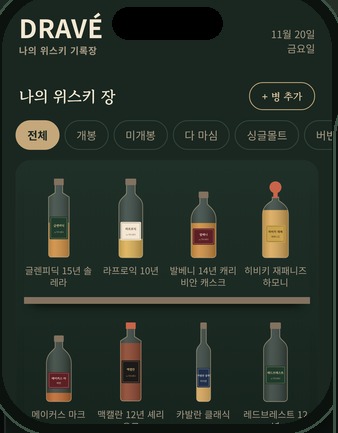 DRAVÉ
나의 위스키 기록장
11월 20일
금요일
나의 위스키 장
+ 병 추가
전체
개봉
미개봉
다 마심
싱글몰트
글렌피딕 15년 솔
레라
라프로익 10년
발베니 14년 캐리
비안 캐스크
히비키 재패니즈
하모니
메이커스 마크
맥캘란 12년 셰리
카발란 클래식
레드브레스트 12